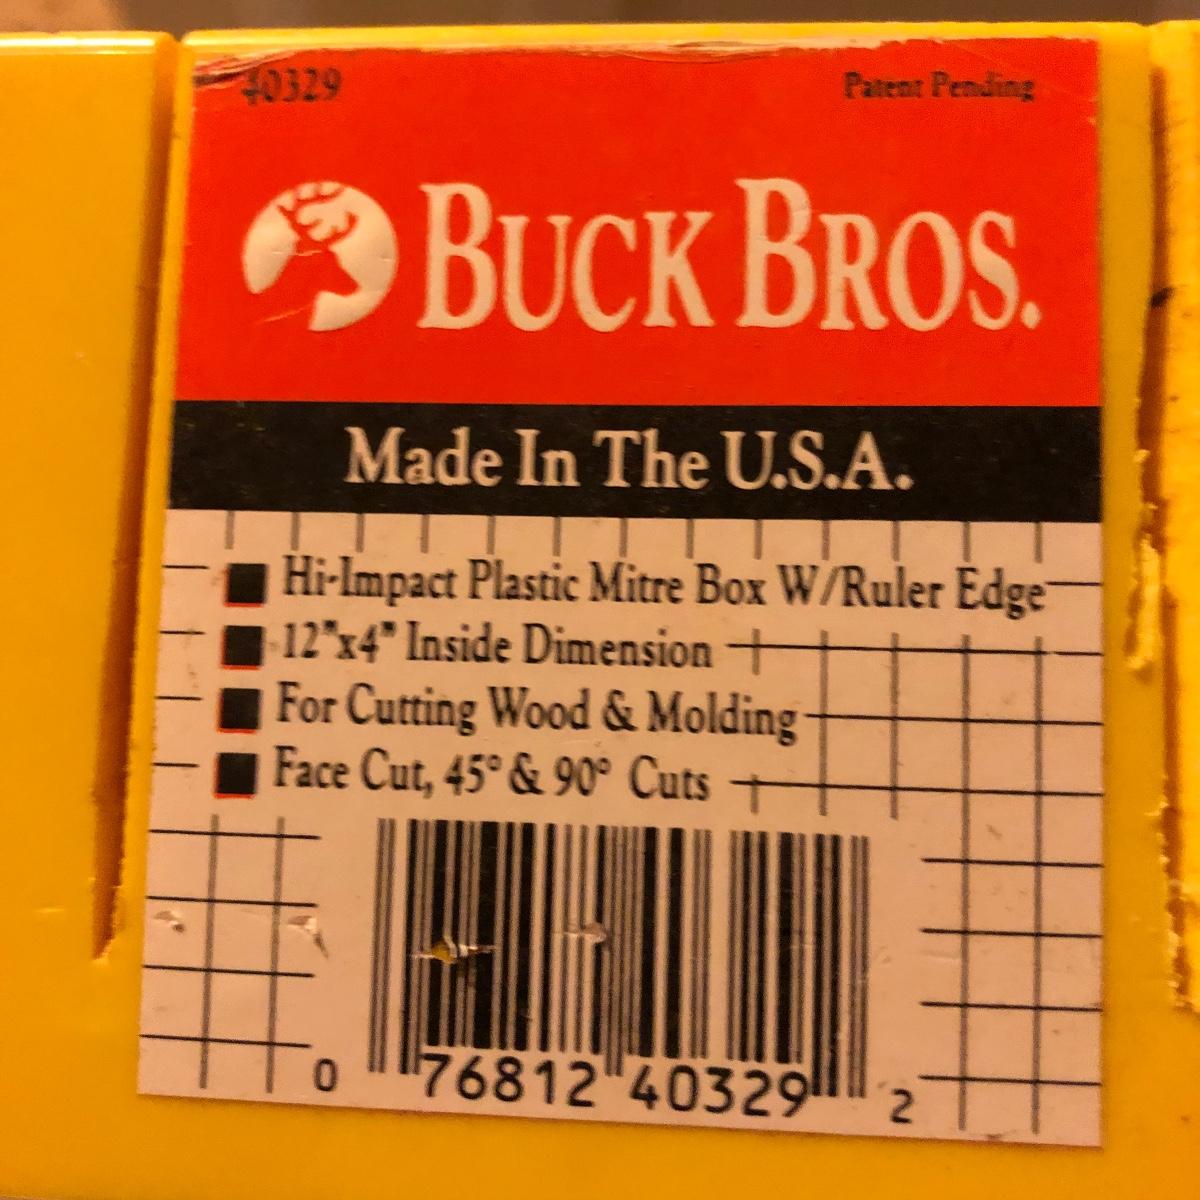 40329 Patent Pending
BUCK BROS.
Made In The U.S.A.
Hi-Impact Plastic Mitre Box W/Ruler Edge
12"x4" Inside Dimension
For Cutting Wood & Molding
Face Cut, 45° & 90° Cuts
0 76812 40329 2